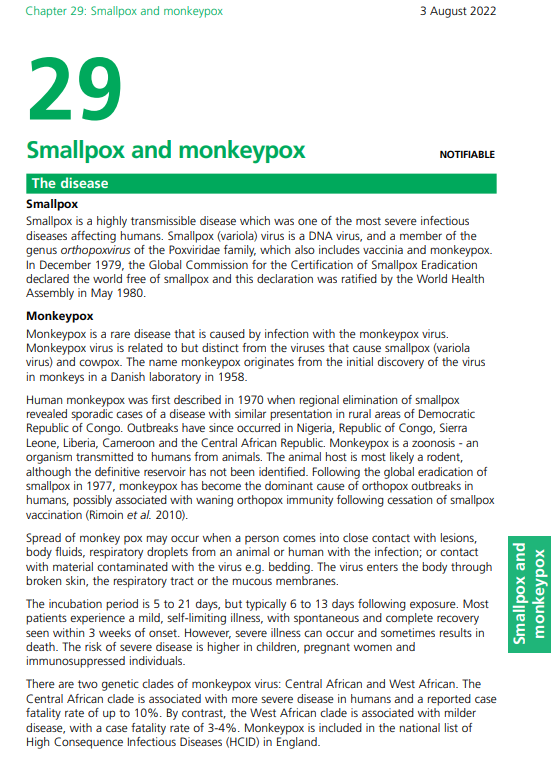 Chapter 29: Smallpox and monkeypox 3 August 2022
29
Smallpox and monkeypox NOTIFIABLE
The disease
Smallpox
Smallpox is a highly transmissible disease which was one of the most severe infectious
diseases affecting humans. Smallpox (variola) virus is a DNA virus, and a member of the
genus orthopoxvirus of the Poxviridae family, which also includes vaccinia and monkeypox.
In December 1979, the Global Commission for the Certification of Smallpox Eradication
declared the world free of smallpox and this declaration was ratified by the World Health
Assembly in May 1980.
Monkeypox
Monkeypox is a rare disease that is caused by infection with the monkeypox virus.
Monkeypox virus is related to but distinct from the viruses that cause smallpox (variola
virus) and cowpox. The name monkeypox originates from the initial discovery of the virus
in monkeys in a Danish laboratory in 1958.
Human monkeypox was first described in 1970 when regional elimination of smallpox
revealed sporadic cases of a disease with similar presentation in rural areas of Democratic
Republic of Congo. Outbreaks have since occurred in Nigeria, Republic of Congo, Sierra
Leone, Liberia, Cameroon and the Central African Republic. Monkeypox is a zoonosis - an
organism transmitted to humans from animals. The animal host is most likely a rodent,
although the definitive reservoir has not been identified. Following the global eradication of
smallpox in 1977, monkeypox has become the dominant cause of orthopox outbreaks in
humans, possibly associated with waning orthopox immunity following cessation of smallpox
vaccination (Rimoin et al. 2010).
Spread of monkey pox may occur when a person comes into close contact with lesions,
body fluids, respiratory droplets from an animal or human with the infection; or contact
with material contaminated with the virus e.g. bedding. The virus enters the body through
broken skin, the respiratory tract or the mucous membranes.
The incubation period is 5 to 21 days, but typically 6 to 13 days following exposure. Most
patients experience a mild, self-limiting illness, with spontaneous and complete recovery
seen within 3 weeks of onset. However, severe illness can occur and sometimes results in
death. The risk of severe disease is higher in children, pregnant women and
immunosuppressed individuals.
There are two genetic clades of monkeypox virus: Central African and West African. The
Central African clade is associated with more severe disease in humans and a reported case
fatality rate of up to 10%. By contrast, the West African clade is associated with milder
disease, with a case fatality rate of 3-4%. Monkeypox is included in the national list of
High Consequence Infectious Diseases (HCID) in England.
Smallpox and
monkeypox